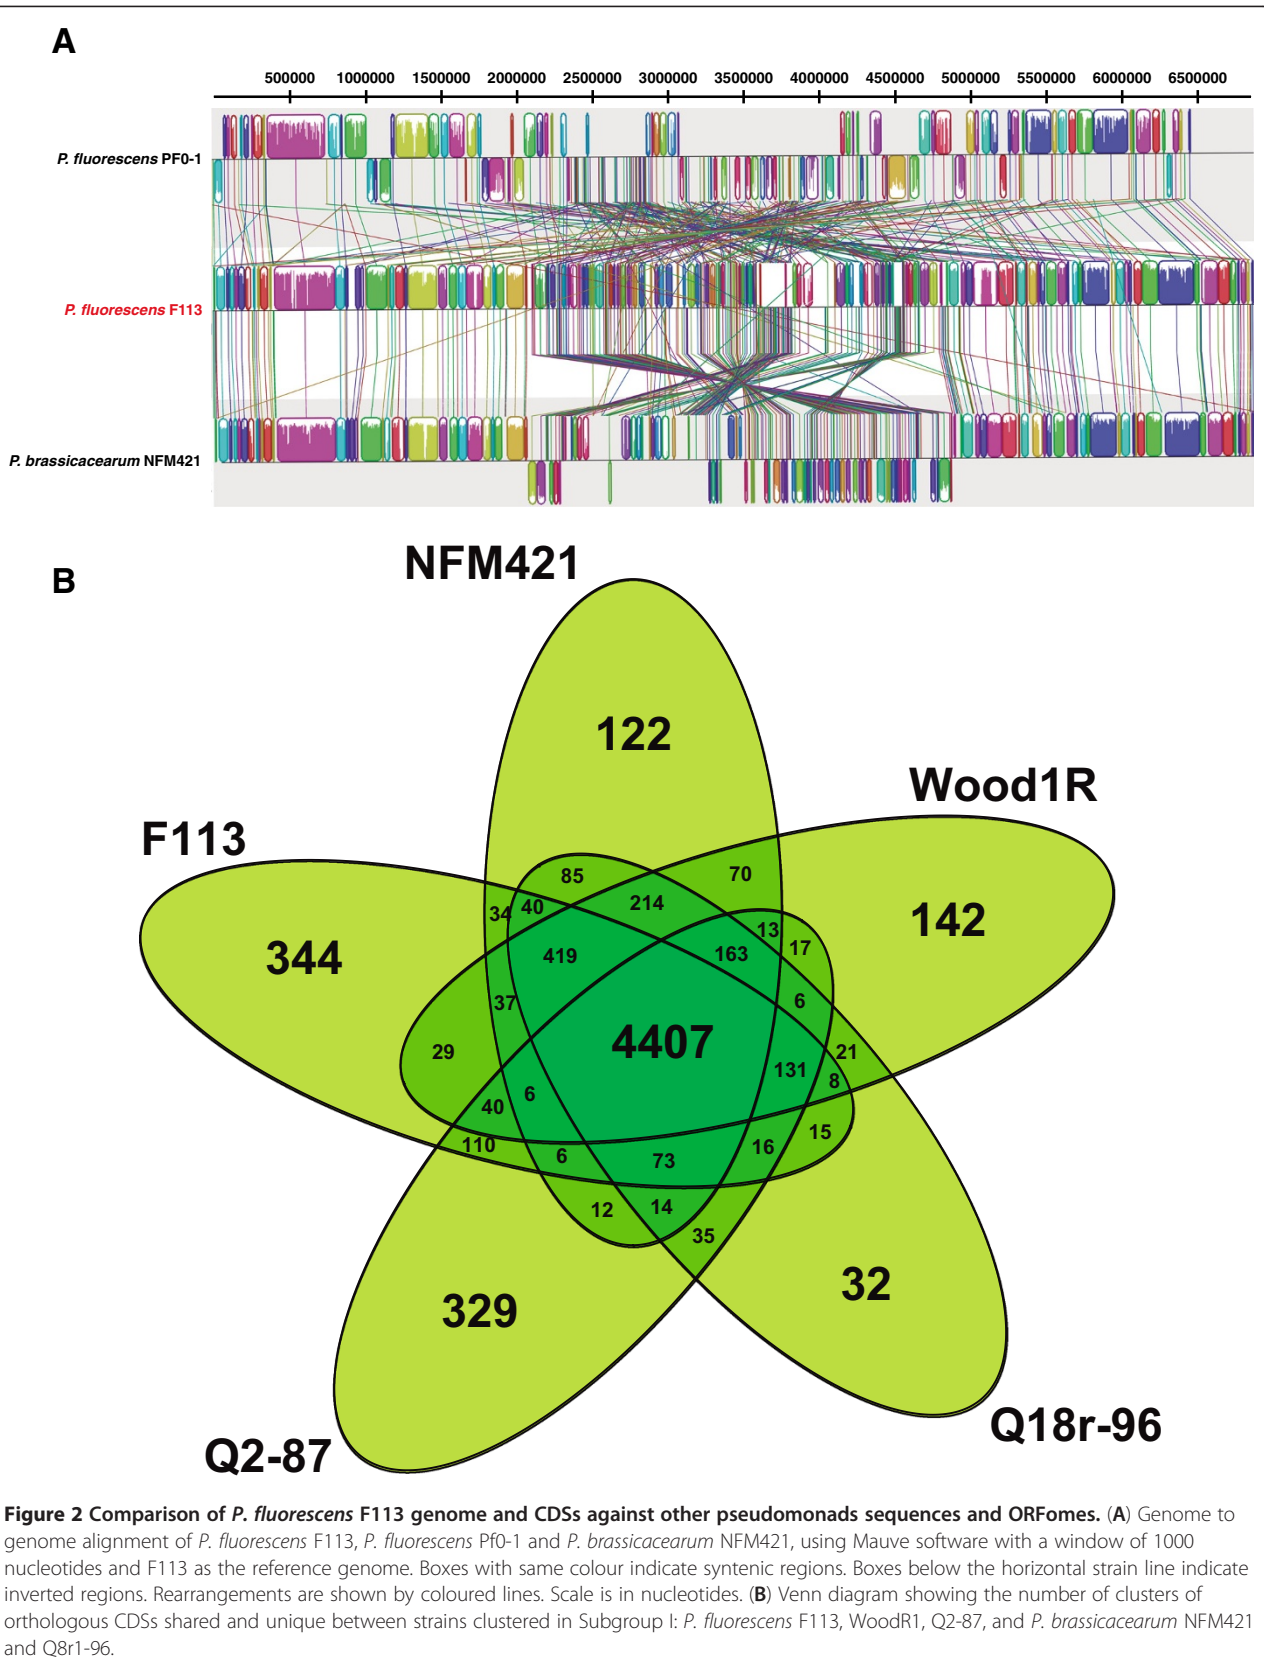 A
500000 1000000 1500000 2000000 2500000 3000000 3500000 4000000 4500000 5000000 5500000 6000000 6500000
P. fluorescens PF0-1
P. fluorescens F113
P. brassicacearum NFM421
B
NFM421
122
Wood1R
F113
85
70
34
40
214
142
13
17
344
419
163
37
6
4407
29
21
131
8
6
40
15
110
16
6
73
12
14
35
32
329
Q18r-96
Q2-87
Figure 2 Comparison of P. fluorescens F113 genome and CDSs against other pseudomonads sequences and ORFomes. (A) Genome to
genome alignment of P. fluorescens F113, P. fluorescens Pf0-1 and P. brassicacearum NFM421, using Mauve software with a window of 1000
nucleotides and F113 as the reference genome. Boxes with same colour indicate syntenic regions. Boxes below the horizontal strain line indicate
inverted regions. Rearrangements are shown by coloured lines. Scale is in nucleotides. (B) Venn diagram showing the number of clusters of
orthologous CDSs shared and unique between strains clustered in Subgroup I: P. fluorescens F113, WoodR1, Q2-87, and P. brassicacearum NFM421
and Q8r1-96.